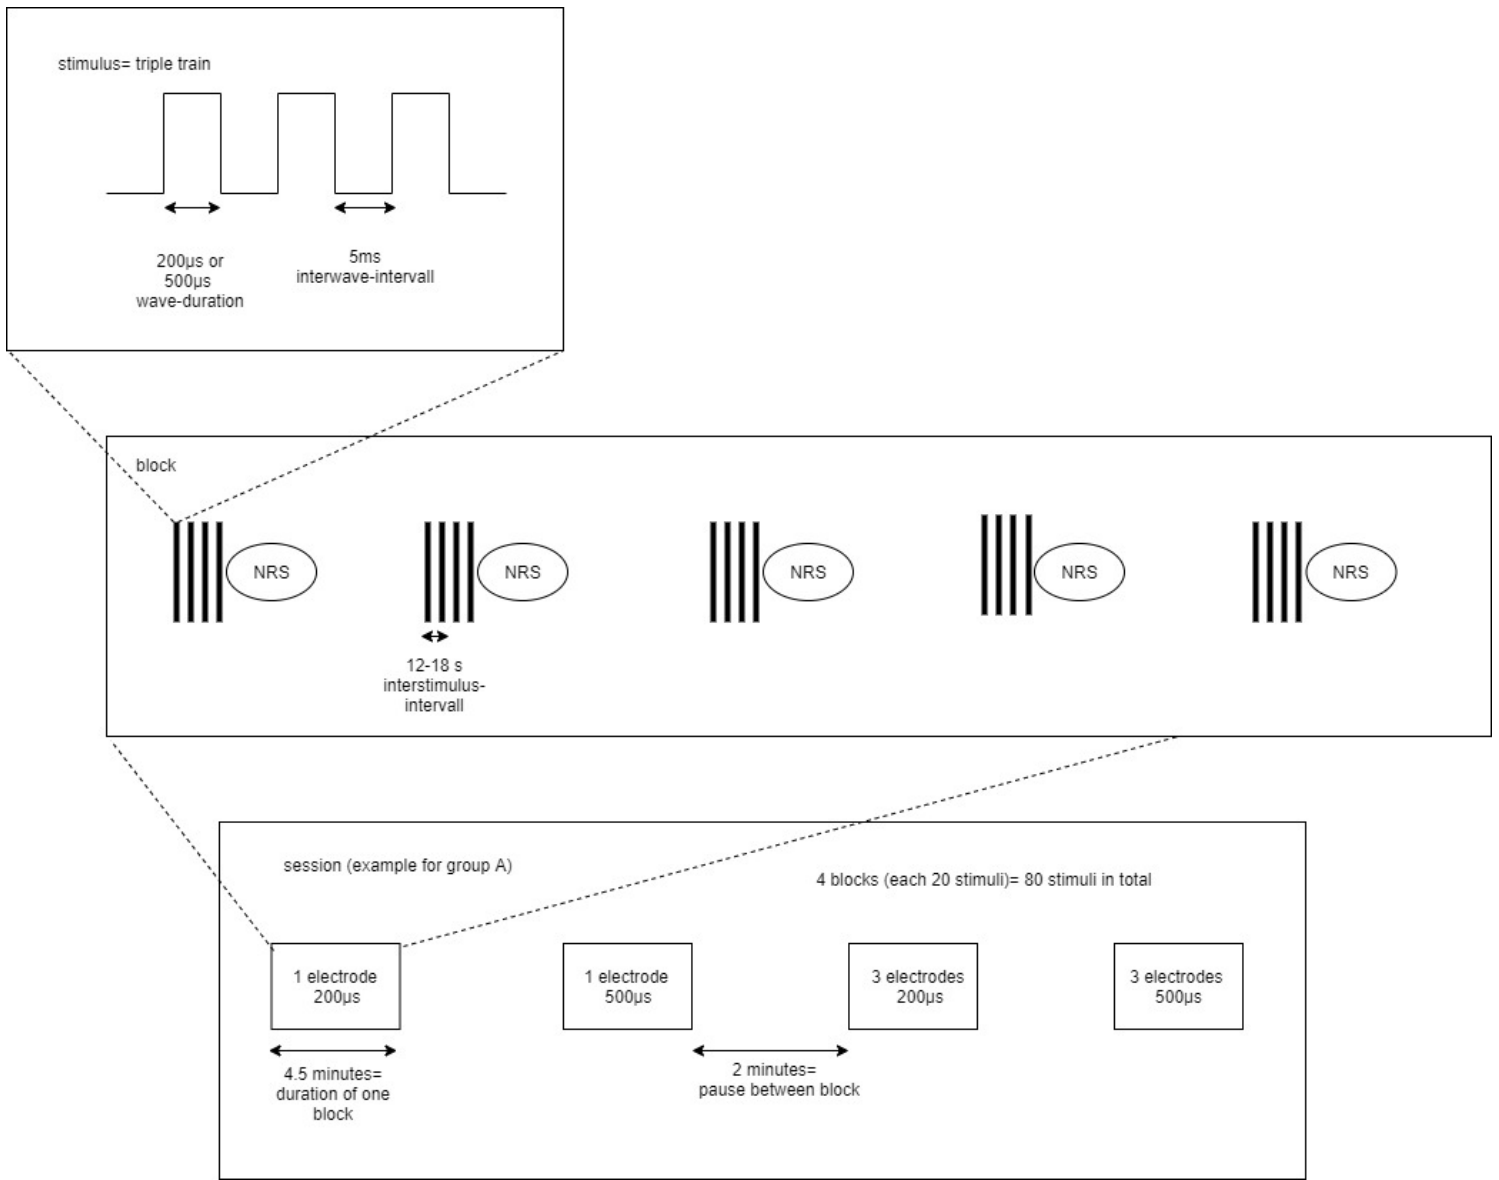 stimulus= triple train
200µs or
500µs
wave-duration
5ms
interwave-intervall
block
NRS
NRS
NRS
NRS
NRS
12-18 s
interstimulus-
intervall
session (example for group A)
4 blocks (each 20 stimuli)= 80 stimuli in total
1 electrode
200µs
1 electrode
500µs
3 electrodes
200µs
3 electrodes
500µs
4.5 minutes=
duration of one
block
2 minutes=
pause between block